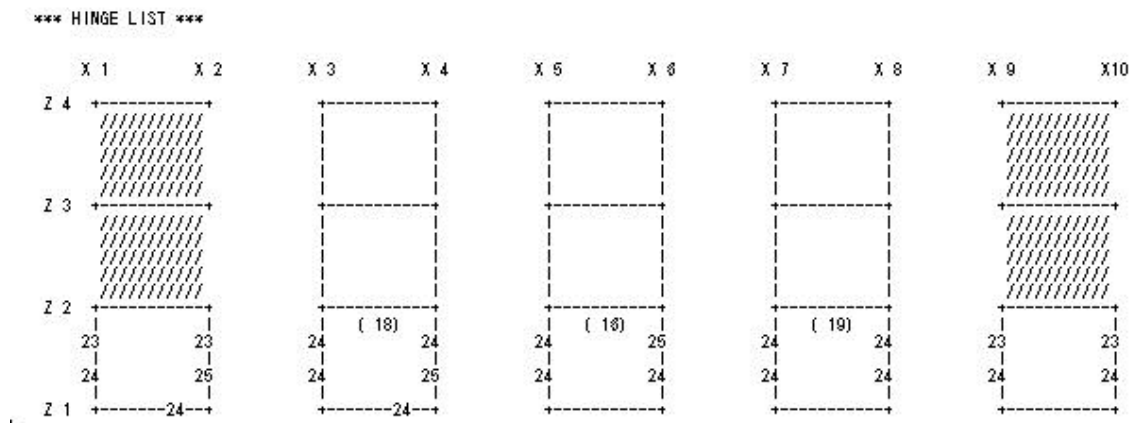 *** HINGE LIST ***
X 1 X 2 X 3 X 4 X 5 X 6 X 7 X 8 X 9 X10
Z 4
Z 3
Z 2
( 18) ( 16) ( 19)
23 23 24 24 24 25 24 24 23 23
24 25 24 25 24 24 24 24 24 24
Z 1 24 24